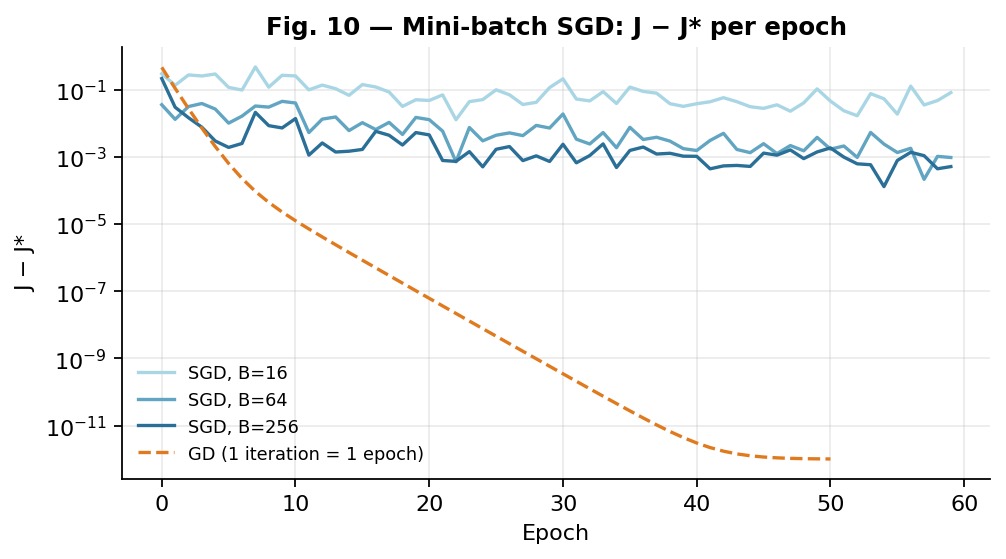 Fig. 10 — Mini-batch SGD: J − J* per epoch
J − J*
10⁻¹
10⁻³
10⁻⁵
10⁻⁷
10⁻⁹
10⁻¹¹
SGD, B=16
SGD, B=64
SGD, B=256
GD (1 iteration = 1 epoch)
0 10 20 30 40 50 60
Epoch